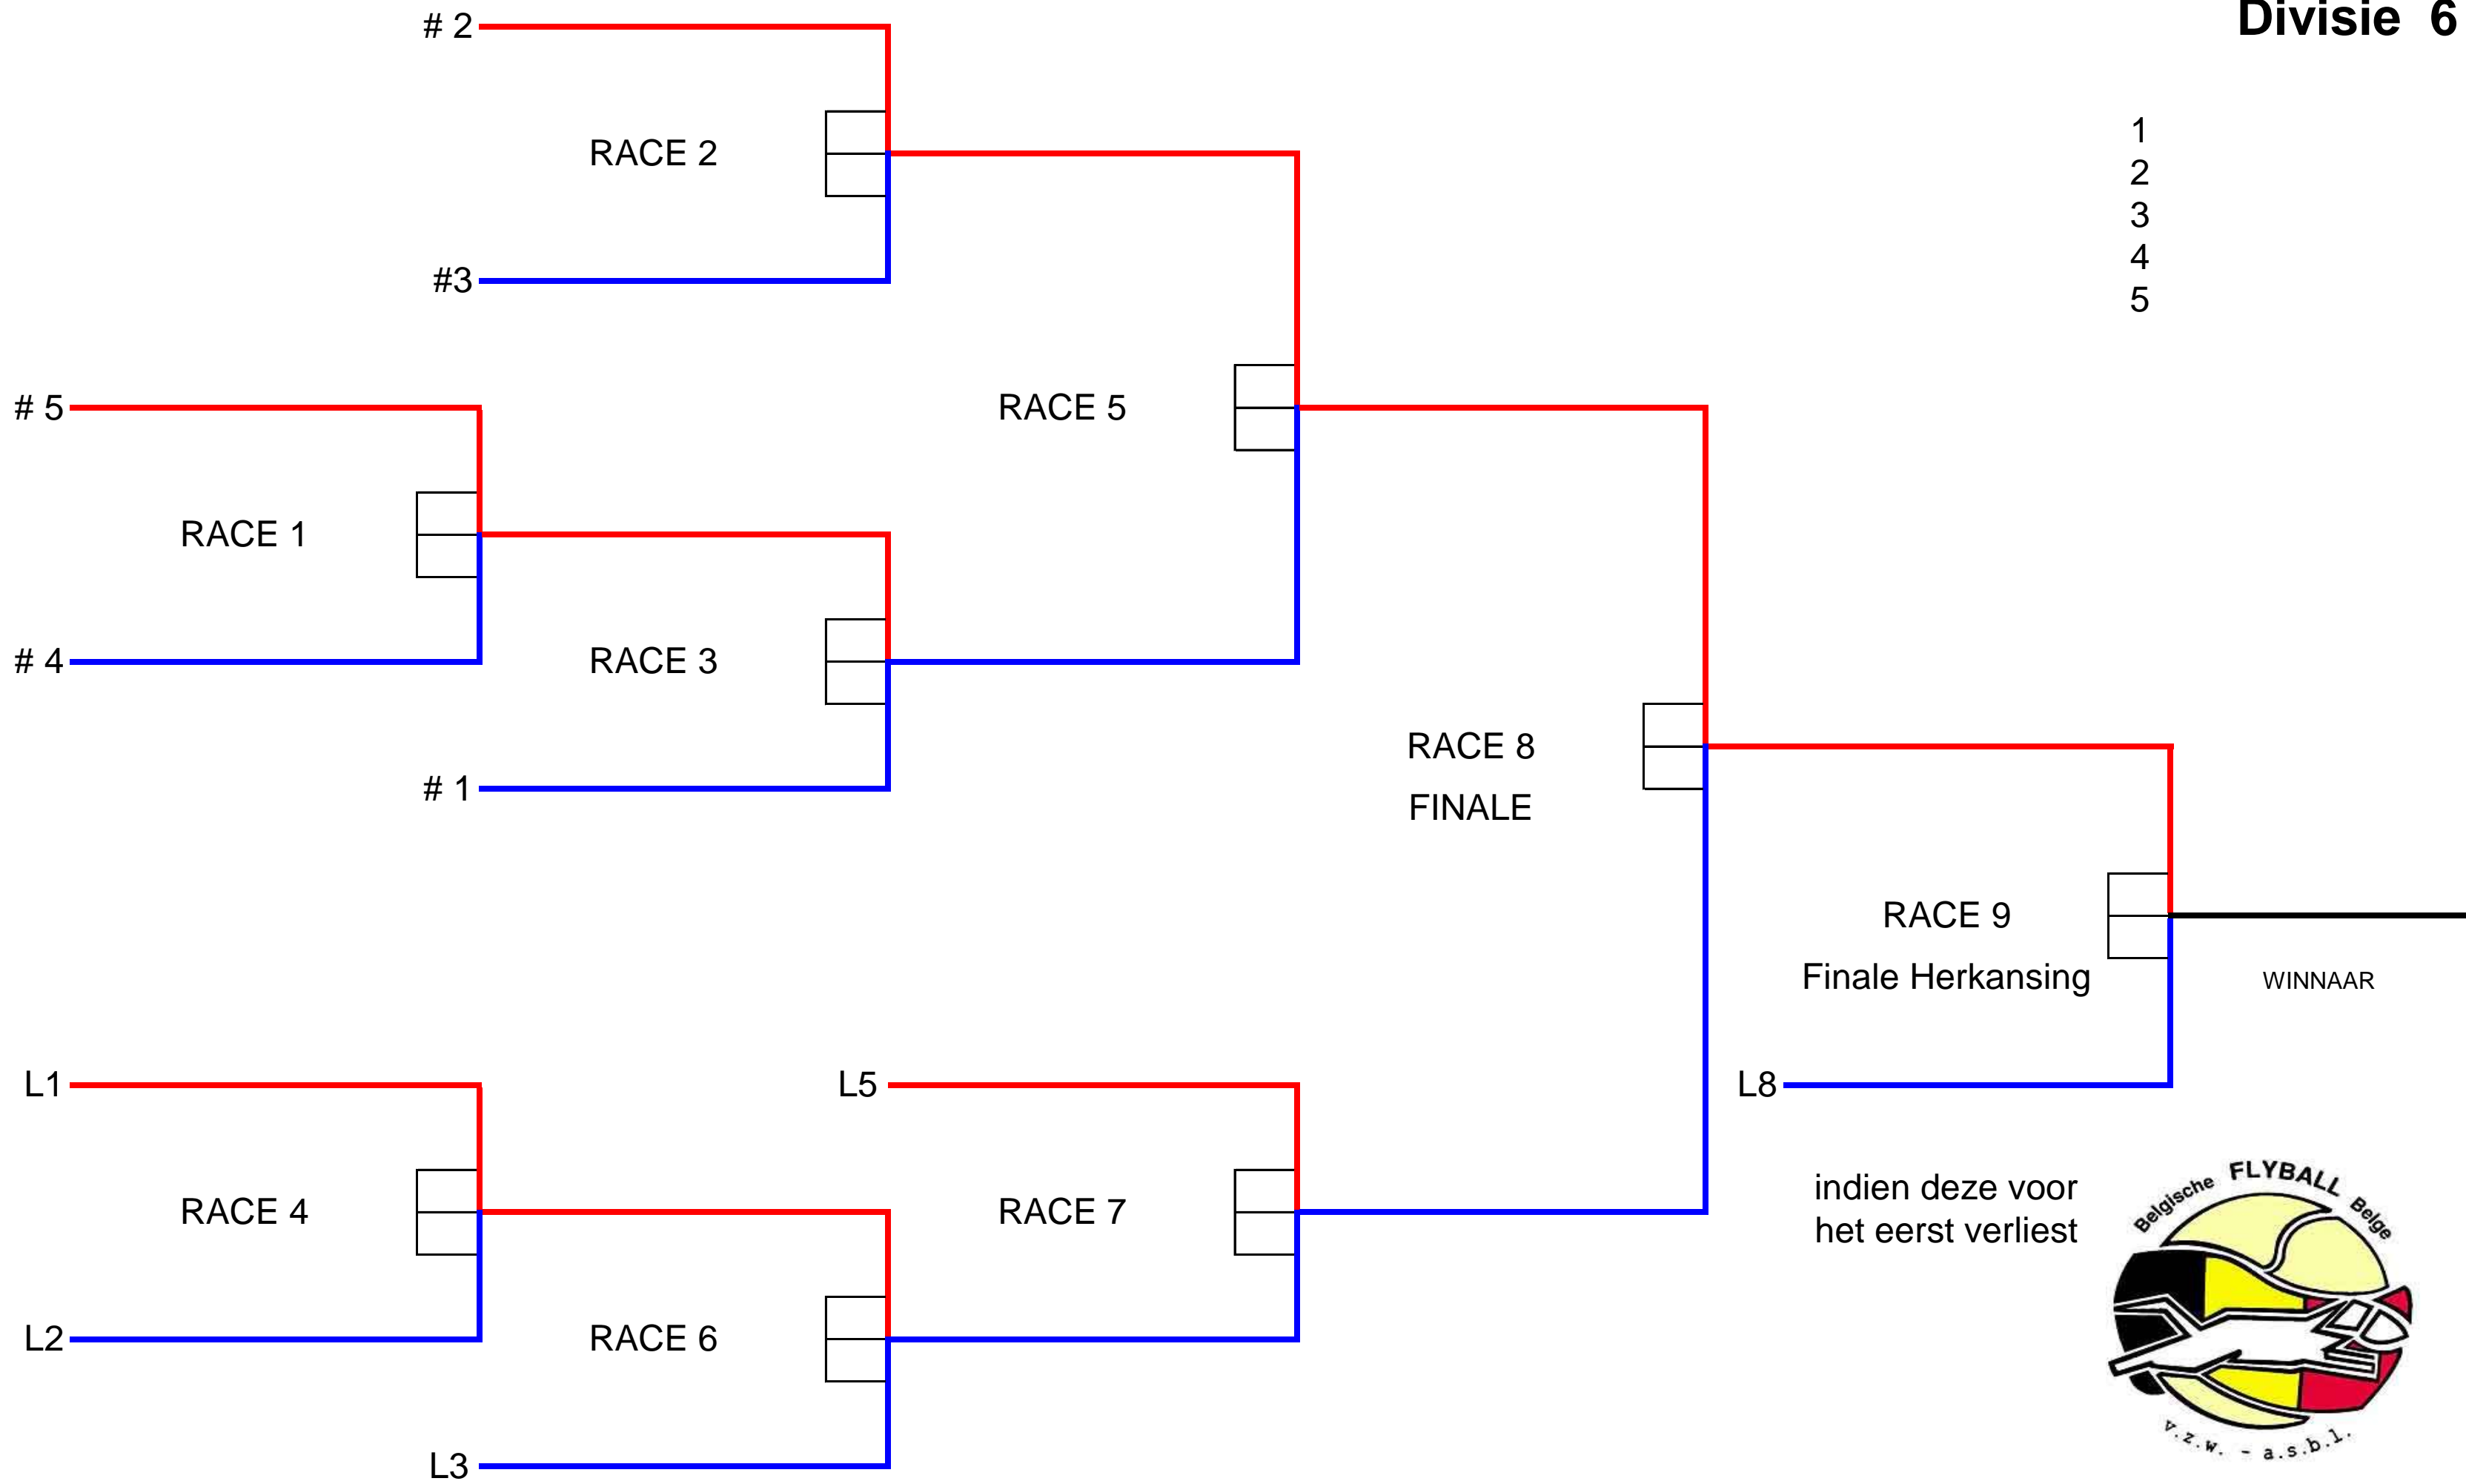 Divisie 6
# 2
1
RACE 2
2
3
4
#3
5
# 5
RACE 5
RACE 1
# 4
RACE 3
RACE 8
# 1
FINALE
RACE 9
Finale Herkansing
WINNAAR
L1
L5
L8
RACE 4
RACE 7
indien deze voor
het eerst verliest
Belgische FLYBALL Belge
L2
RACE 6
v.z.w. - a.s.b.l.
L3